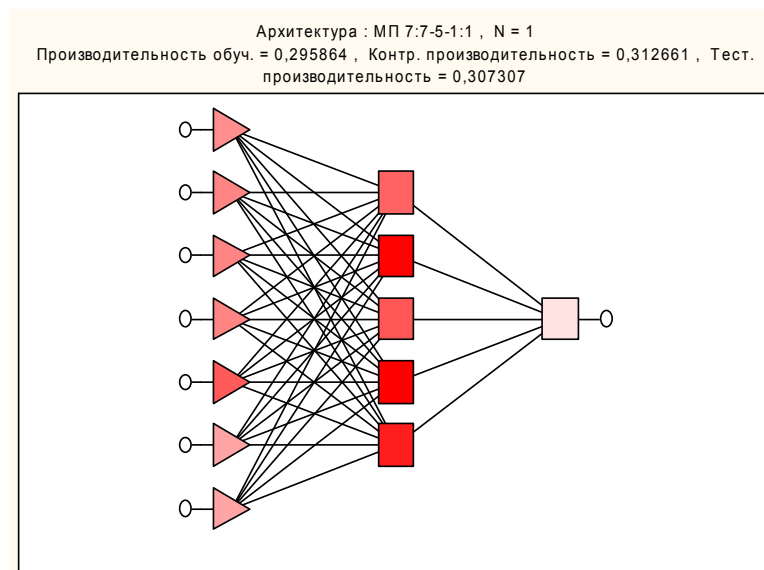 Архитектура : МП 7:7-5-1:1 , N = 1
Производительность обуч. = 0,295864 , Контр. производительность = 0,312661 , Тест.
производительность = 0,307307